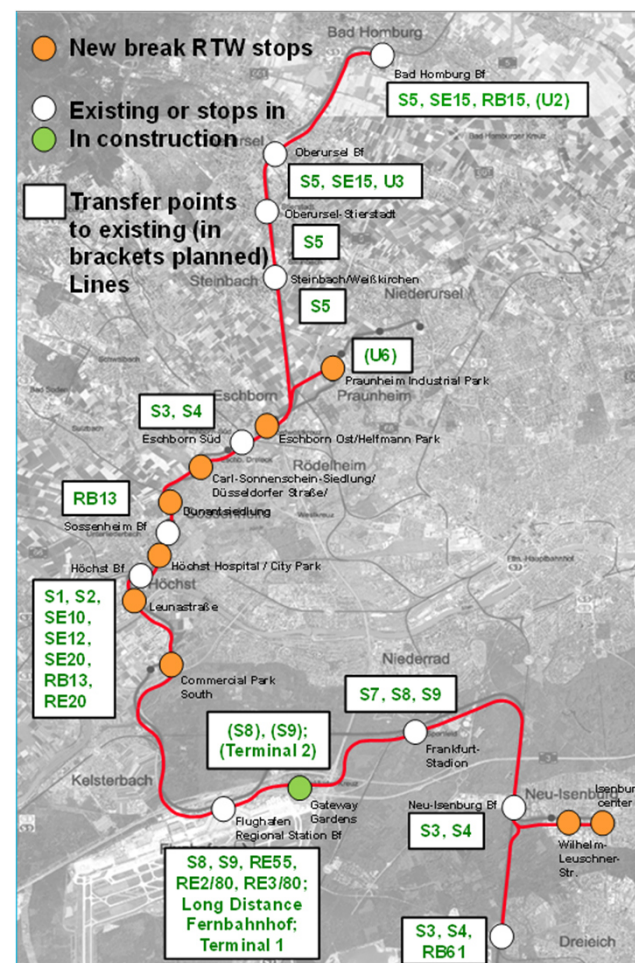 New break RTW stops
Existing or stops in
In construction
Transfer points
to existing (in
brackets planned)
Lines
Bad Homburg
Bad Homburg Bf
S5, SE15, RB15, (U2)
Oberursel Bf
S5, SE15, U3
Oberursel-Stierstadt
S5
Steinbach
Steinbach/Weißkirchen
S5
Niederursel
(U6)
Praunheim Industrial Park
Praunheim
Eschborn
S3, S4
Eschborn Süd
Eschborn Ost/Helfmann Park
Rödelheim
Carl-Sonnenschein-Siedlung/
Düsseldorfer Straße/
RB13
Dunantsiedlung
Sossenheim Bf
Höchst Hospital / City Park
Höchst Bf
Höchst
Leunastraße
S1, S2,
SE10,
SE12,
SE20,
RB13,
RE20
Commercial Park
South
Niederrad
S7, S8, S9
(S8), (S9);
(Terminal 2)
Frankfurt-
Stadion
Kelsterbach
Gateway
Gardens
Flughafen
Regional Station Bf
Neu-Isenburg Bf
Neu-Isenburg
Isenbur
center
S3, S4
Wilhelm-
Leuschner-
Str.
S8, S9, RE55,
RE2/80, RE3/80;
Long Distance
Fernbahnhof;
Terminal 1
S3, S4,
RB61
Dreieich